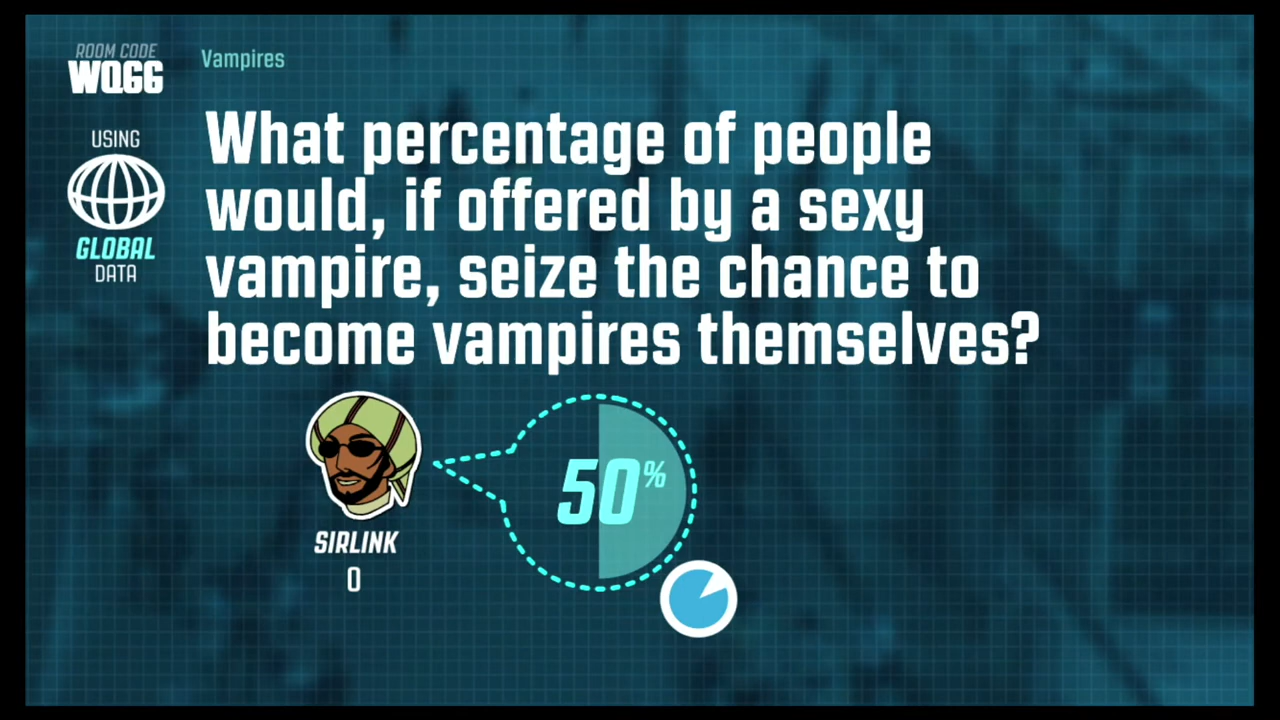 ROOM CODE
WQGG
Vampires
USING
GLOBAL
DATA
What percentage of people
would, if offered by a sexy
vampire, seize the chance to
become vampires themselves?
50%
SIRLINK
0